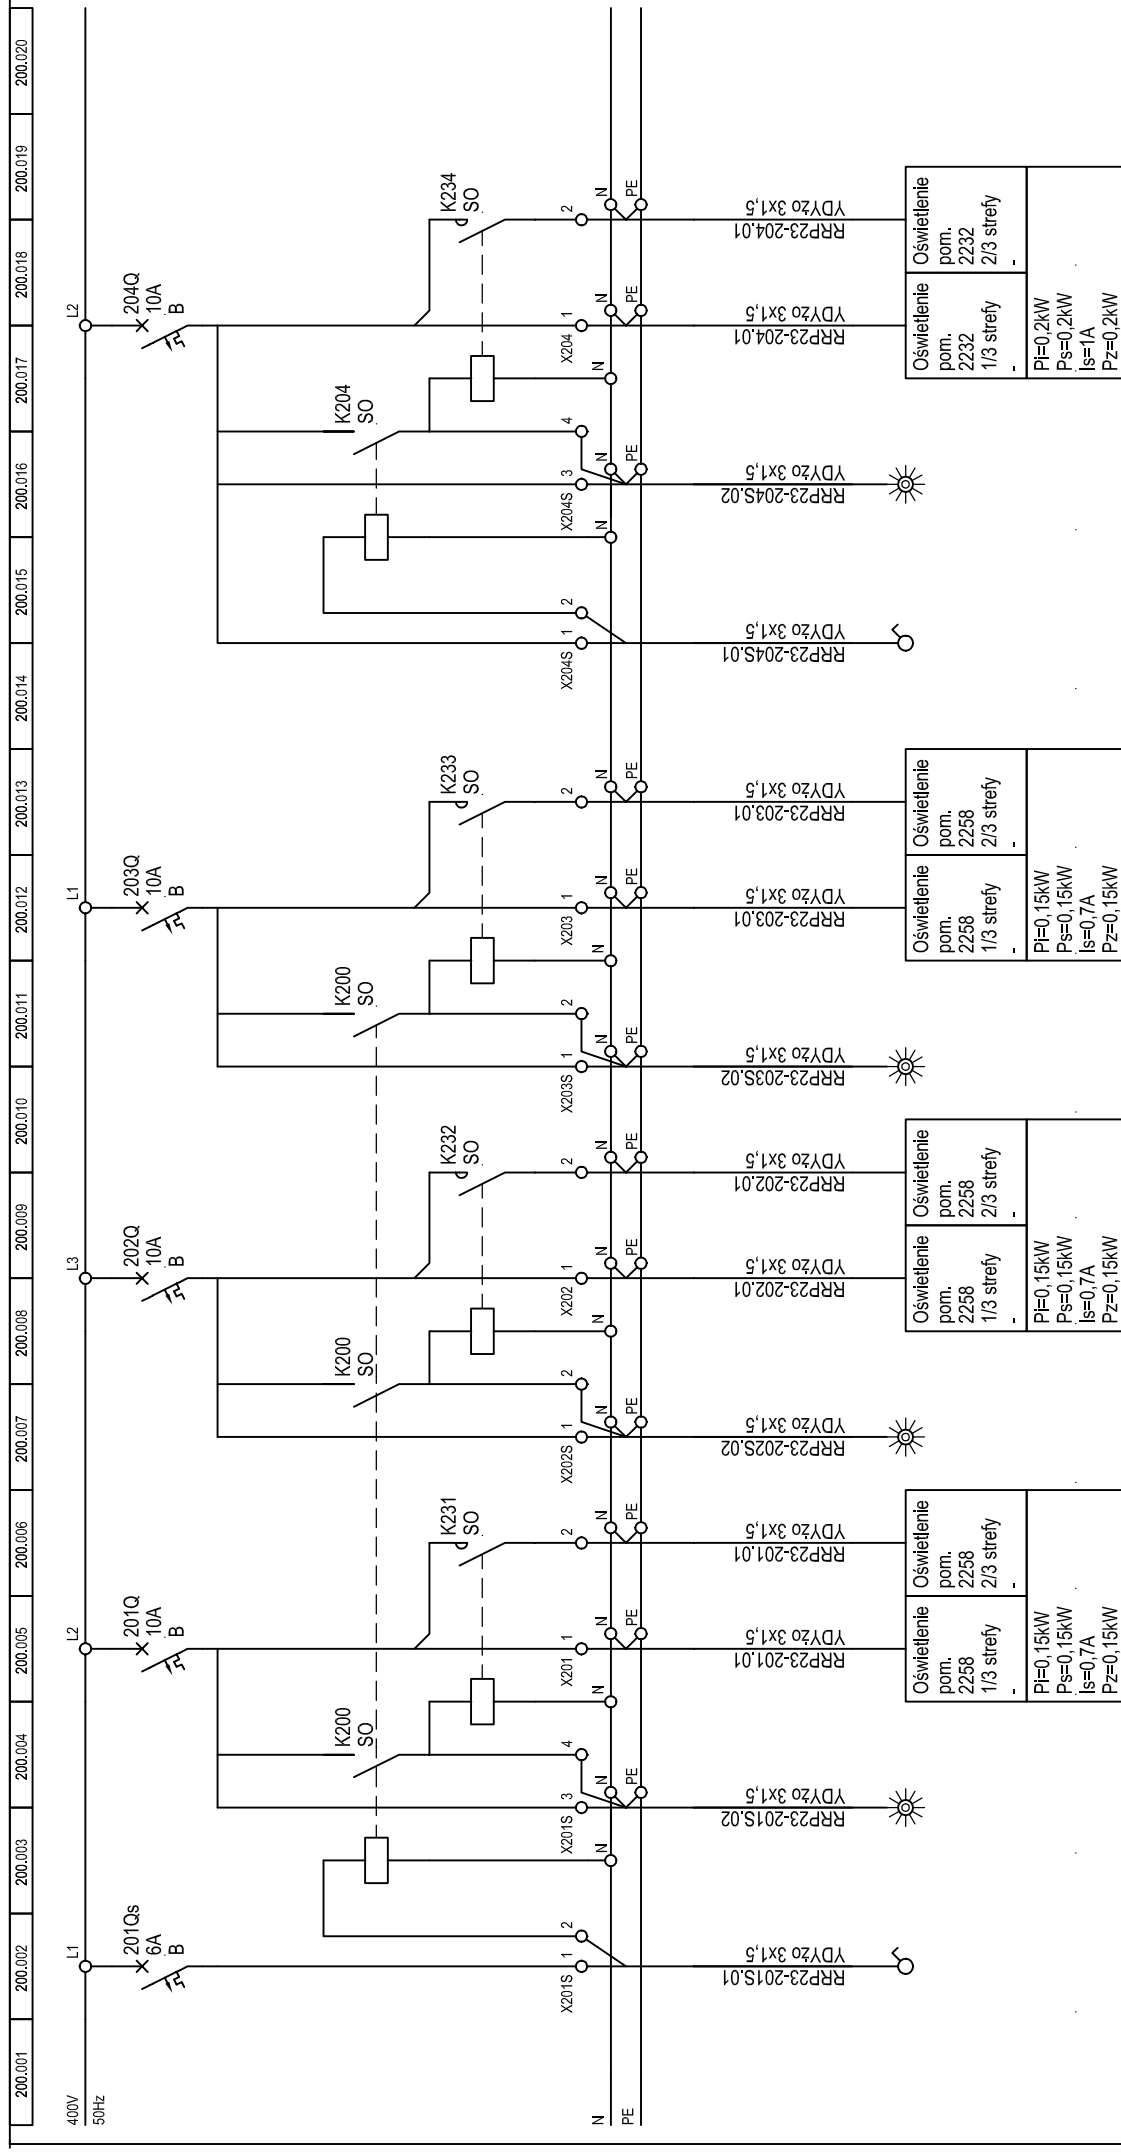 200.001 200.002 200.003 200.004 200.005 200.006 200.007 200.008 200.009 200.010 200.011 200.012 200.013 200.014 200.015 200.016 200.017 200.018 200.019 200.020
400V
50Hz
L1
L2
L3
L1
L2
201Qs
6A
B
201Q
10A
B
202Q
10A
B
203Q
10A
B
204Q
10A
B
K200
SO
K200
SO
K200
SO
K204
SO
K231
SO
K232
SO
K233
SO
K234
SO
X201S 1 2 N X201S 3 4 N X201 1 2
X202S 1 2 N X202 1 2
X203S 1 2 N X203 1 2
X204S 1 2 N X204S 3 4 N X204 1 2
N
N N N
N N N
N N N
N N N
PE
PE PE PE
PE PE PE
PE PE PE
PE PE PE
RRP23-201S.01
YDYżo 3x1,5
RRP23-201S.02
YDYżo 3x1,5
RRP23-201.01
YDYżo 3x1,5
RRP23-201.01
YDYżo 3x1,5
RRP23-202S.02
YDYżo 3x1,5
RRP23-202.01
YDYżo 3x1,5
RRP23-202.01
YDYżo 3x1,5
RRP23-203S.02
YDYżo 3x1,5
RRP23-203.01
YDYżo 3x1,5
RRP23-203.01
YDYżo 3x1,5
RRP23-204S.01
YDYżo 3x1,5
RRP23-204S.02
YDYżo 3x1,5
RRP23-204.01
YDYżo 3x1,5
RRP23-204.01
YDYżo 3x1,5
Oświetlenie
pom.
2258
1/3 strefy
-
Oświetlenie
pom.
2258
2/3 strefy
-
Pi=0,15kW
Ps=0,15kW
Is=0,7A
Pz=0,15kW
Oświetlenie
pom.
2258
1/3 strefy
-
Oświetlenie
pom.
2258
2/3 strefy
-
Pi=0,15kW
Ps=0,15kW
Is=0,7A
Pz=0,15kW
Oświetlenie
pom.
2258
1/3 strefy
-
Oświetlenie
pom.
2258
2/3 strefy
-
Pi=0,15kW
Ps=0,15kW
Is=0,7A
Pz=0,15kW
Oświetlenie
pom.
2232
1/3 strefy
-
Oświetlenie
pom.
2232
2/3 strefy
-
Pi=0,2kW
Ps=0,2kW
Is=1A
Pz=0,2kW